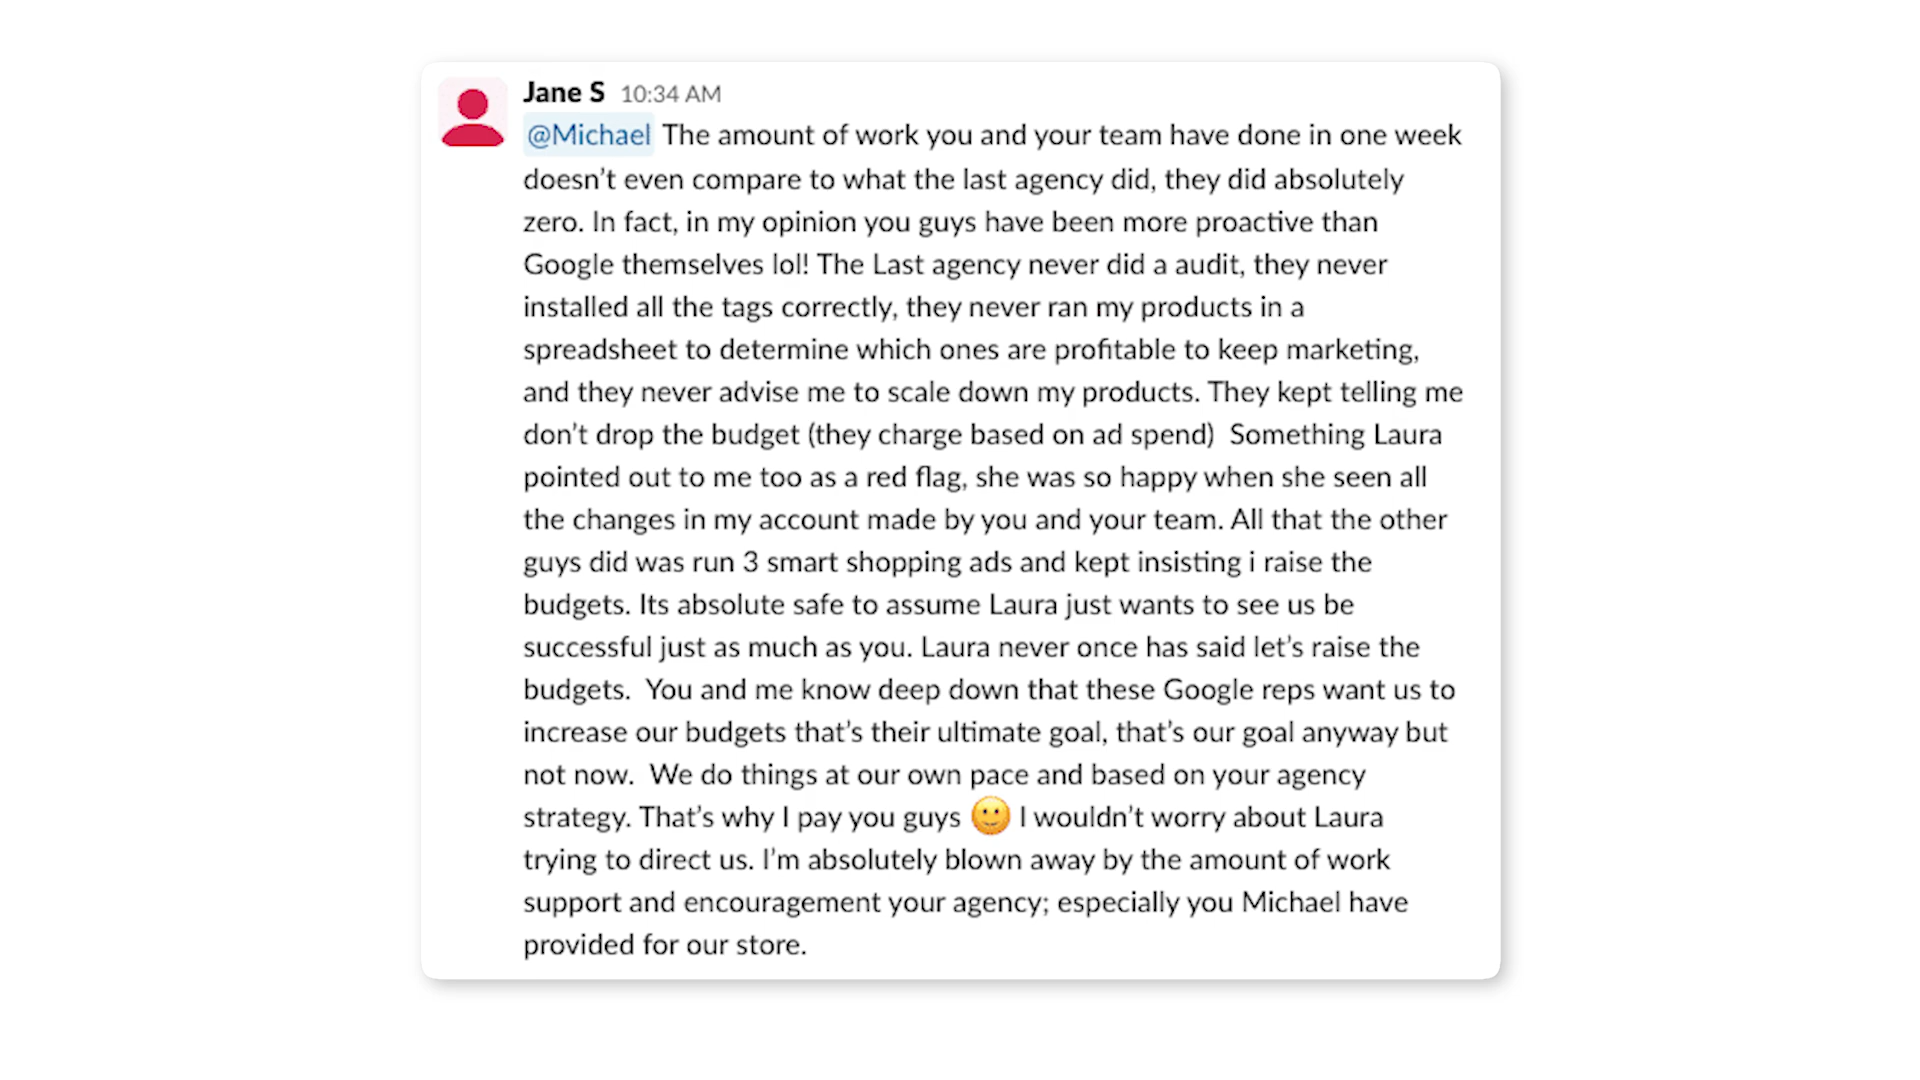 Jane S 10:34 AM
@Michael The amount of work you and your team have done in one week
doesn’t even compare to what the last agency did, they did absolutely
zero. In fact, in my opinion you guys have been more proactive than
Google themselves lol! The Last agency never did a audit, they never
installed all the tags correctly, they never ran my products in a
spreadsheet to determine which ones are profitable to keep marketing,
and they never advise me to scale down my products. They kept telling me
don’t drop the budget (they charge based on ad spend)  Something Laura
pointed out to me too as a red flag, she was so happy when she seen all
the changes in my account made by you and your team. All that the other
guys did was run 3 smart shopping ads and kept insisting i raise the
budgets. Its absolute safe to assume Laura just wants to see us be
successful just as much as you. Laura never once has said let’s raise the
budgets.  You and me know deep down that these Google reps want us to
increase our budgets that’s their ultimate goal, that’s our goal anyway but
not now.  We do things at our own pace and based on your agency
strategy. That’s why I pay you guys 🙂 I wouldn’t worry about Laura
trying to direct us. I’m absolutely blown away by the amount of work
support and encouragement your agency; especially you Michael have
provided for our store.